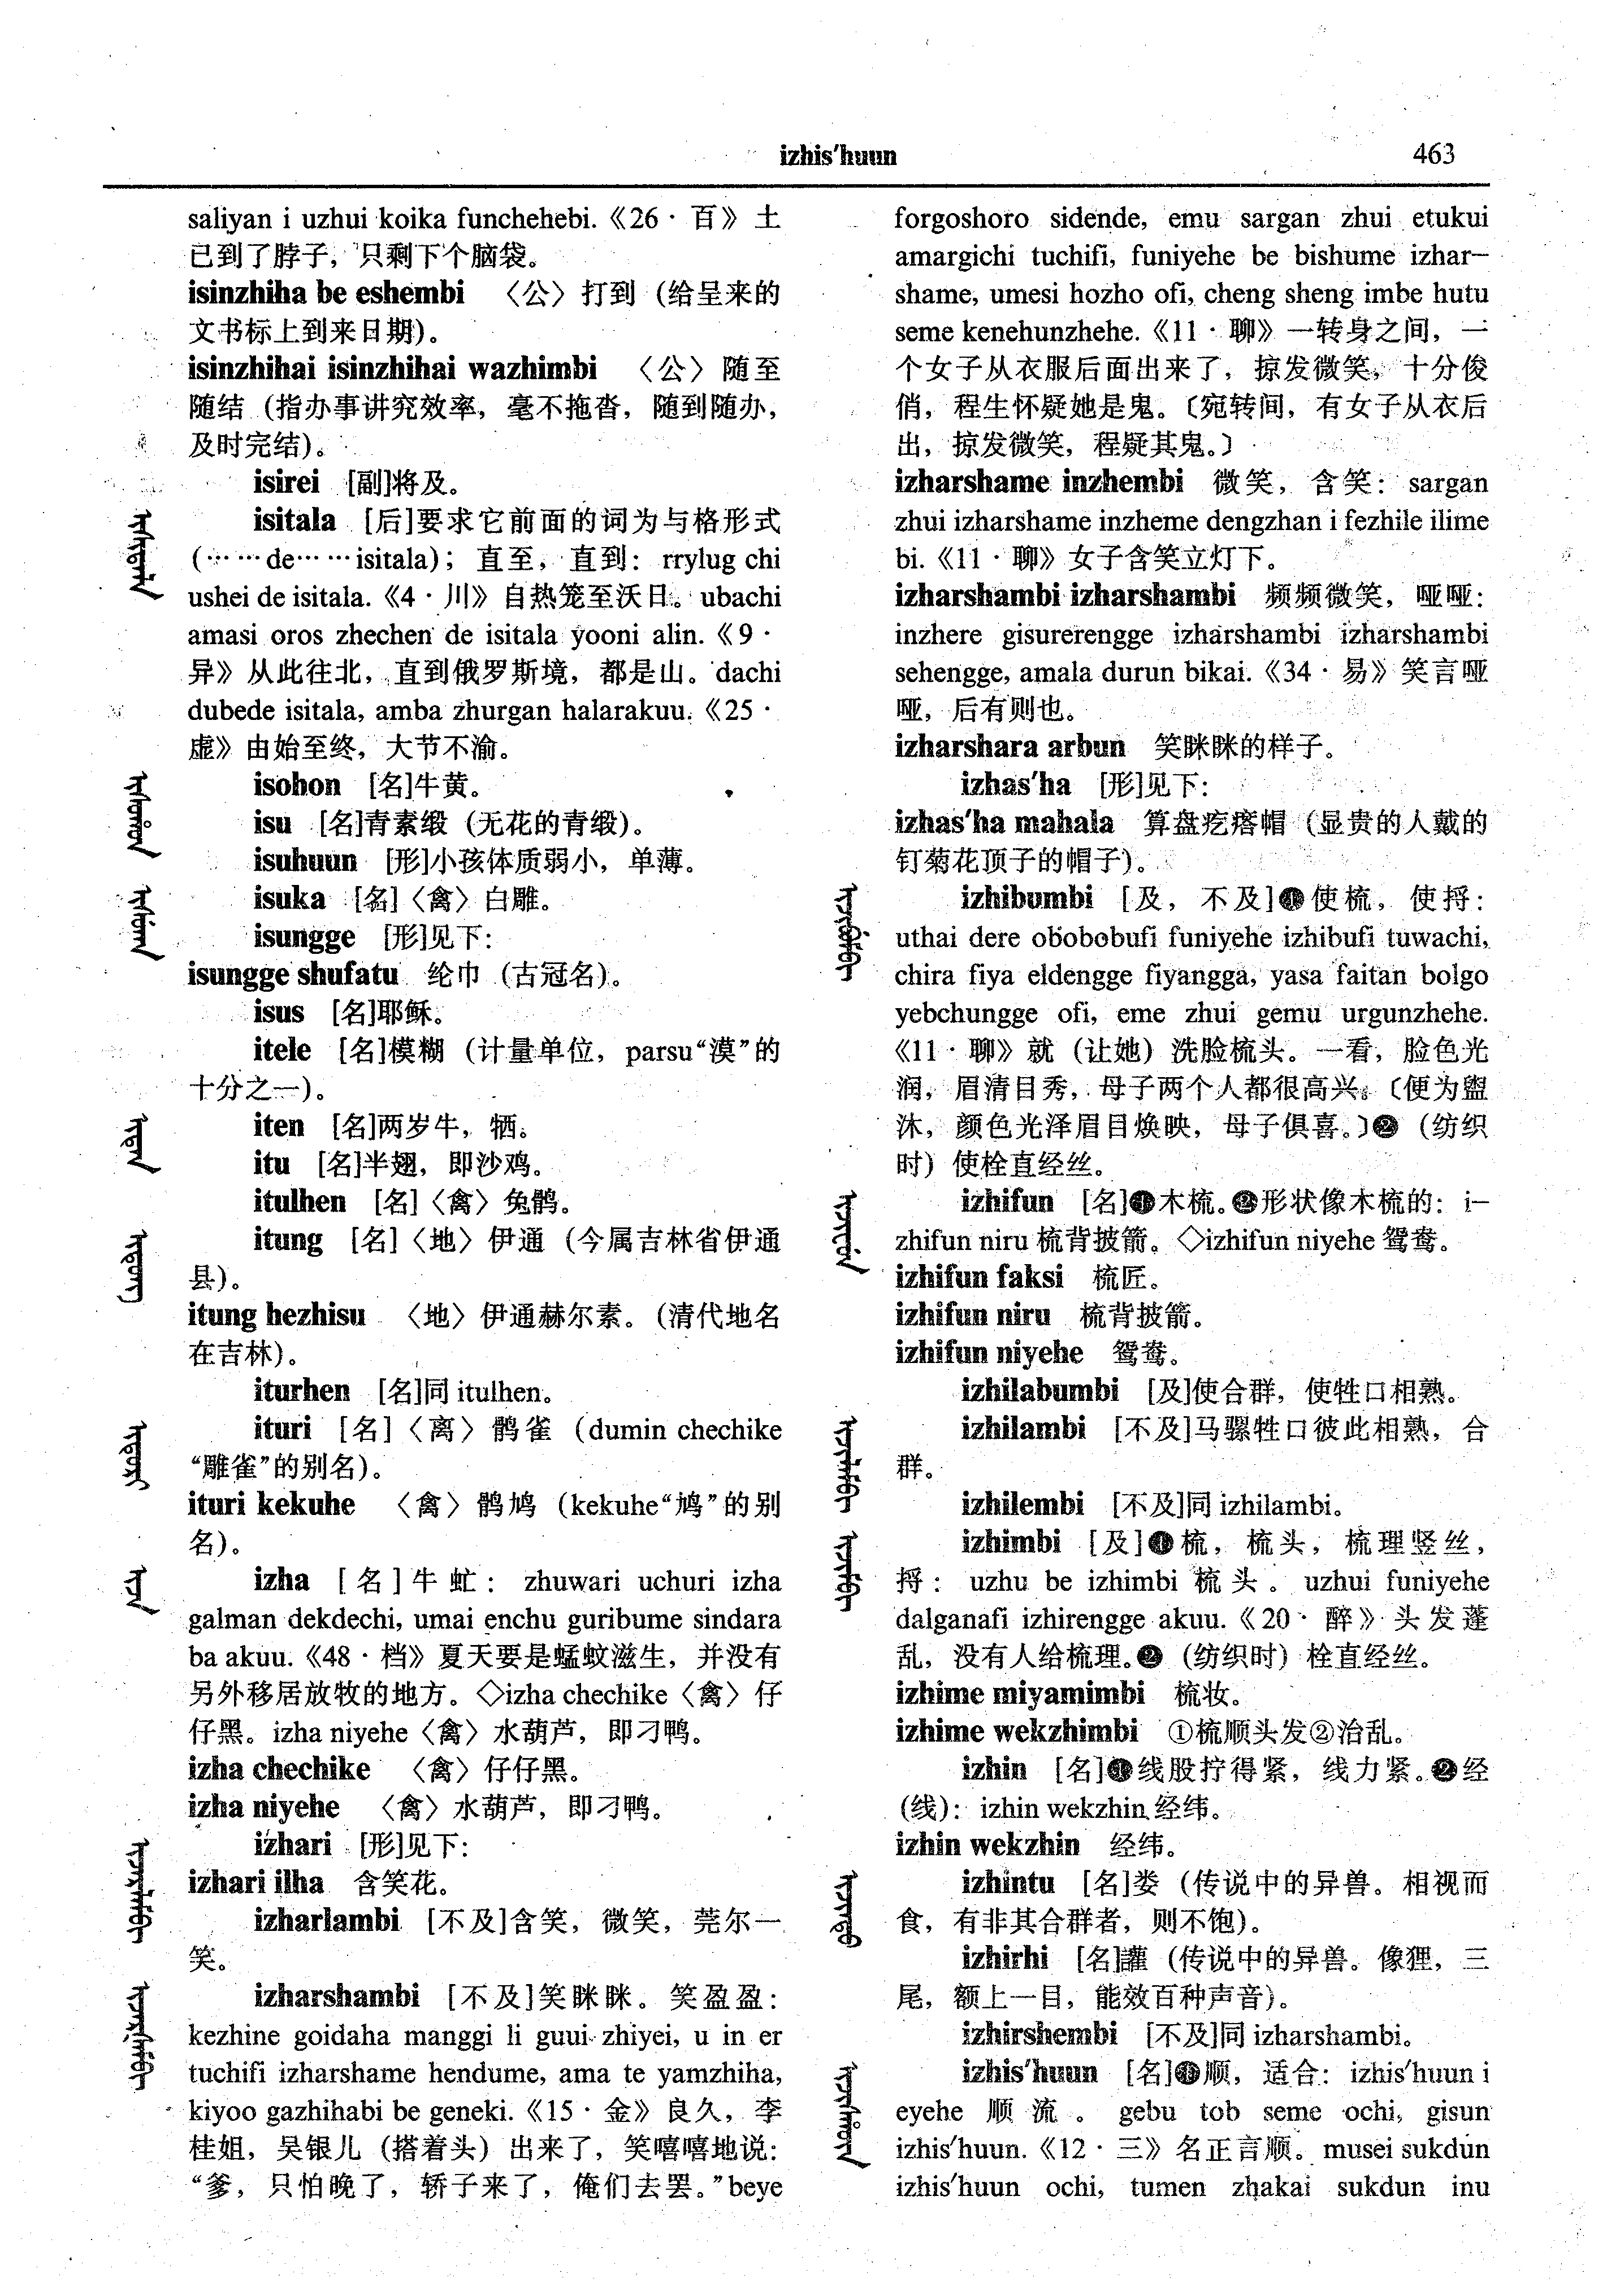 izhis'huun 463
saliyan i uzhui koika funchehebi.《26·百》土
已到了脖子，只剩下个脑袋。
isinzhiha be eshembi 〈公〉打到（给呈来的
文书标上到来日期）。
isinzhihai isinzhihai wazhimbi 〈公〉随至
随结（指办事讲究效率，毫不拖沓，随到随办，
及时完结）。
isirei [副]将及。
isitala [后]要求它前面的词为与格形式
(……de……isitala)；直至，直到：rrylug chi
ushei de isitala.《4·川》自热笼至沃日。ubachi
amasi oros zhechen de isitala yooni alin.《9·
异》从此往北，直到俄罗斯境，都是山。dachi
dubede isitala, amba zhurgan halarakuu.《25·
虚》由始至终，大节不渝。
isohon [名]牛黄。
isu [名]青素缎（无花的青缎）。
isuhuun [形]小孩体质弱小，单薄。
isuka [名]〈禽〉白雕。
isungge [形]见下：
isungge shufatu 纶巾（古冠名）。
isus [名]耶稣。
itele [名]模糊（计量单位，parsu“漠”的
十分之一）。
iten [名]两岁牛，牺。
itu [名]半翅，即沙鸡。
itulhen [名]〈禽〉兔鹘。
itung [名]〈地〉伊通（今属吉林省伊通
县）。
itung hezhisu 〈地〉伊通赫尔素。（清代地名
在吉林）。
iturhen [名]同 itulhen。
ituri [名]〈离〉鹘雀（dumin chechike
“雕雀”的别名）。
ituri kekuhe 〈禽〉鹘鸠（kekuhe“鸠”的别
名）。
izha [名]牛虻：zhuwari uchuri izha
galman dekdechi, umai enchu guribume sindara
ba akuu.《48·档》夏天要是蜢蚊滋生，并没有
另外移居放牧的地方。◇izha chechike〈禽〉仔
仔黑。izha niyehe〈禽〉水葫芦，即刁鸭。
izha chechike 〈禽〉仔仔黑。
izha niyehe 〈禽〉水葫芦，即刁鸭。
izhari [形]见下：
izhari ilha 含笑花。
izharlambi [不及]含笑，微笑，莞尔一
笑。
izharshambi [不及]笑眯眯。笑盈盈：
kezhine goidaha manggi li guui zhiyei, u in er
tuchifi izharshame hendume, ama te yamzhiha,
kiyoo gazhihabi be geneki.《15·金》良久，李
桂姐，吴银儿（搭着头）出来了，笑嘻嘻地说：
“爹，只怕晚了，轿子来了，俺们去罢。”beye
forgoshoro sidende, emu sargan zhui etukui
amargichi tuchifi, funiyehe be bishume izhar-
shame, umesi hozho ofi, cheng sheng imbe hutu
seme kenehunzhehe.《11·聊》一转身之间，一
个女子从衣服后面出来了，掠发微笑，十分俊
俏，程生怀疑她是鬼。〔宛转间，有女子从衣后
出，掠发微笑，程疑其鬼。〕
izharshame inzhembi 微笑，含笑：sargan
zhui izharshame inzheme dengzhan i fezhile ilime
bi.《11·聊》女子含笑立灯下。
izharshambi izharshambi 频频微笑，哑哑：
inzhere gisurerengge izharshambi izharshambi
sehengge, amala durun bikai.《34·易》笑言哑
哑，后有则也。
izharshara arbun 笑眯眯的样子。
izhas'ha [形]见下：
izhas'ha mahala 算盘疙瘩帽（显贵的人戴的
钉菊花顶子的帽子）。
izhibumbi [及，不及]❶使梳，使捋：
uthai dere obobobufi funiyehe izhibufi tuwachi,
chira fiya eldengge fiyangga, yasa faitan bolgo
yebchungge ofi, eme zhui gemu urgunzhehe.
《11·聊》就（让她）洗脸梳头。一看，脸色光
润，眉清目秀，母子两个人都很高兴。〔便为盥
沐，颜色光泽眉目焕映，母子俱喜。〕❷（纺织
时）使栓直经丝。
izhifun [名]❶木梳。❷形状像木梳的：i-
zhifun niru 梳背披箭。◇izhifun niyehe 鸳鸯。
izhifun faksi 梳匠。
izhifun niru 梳背披箭。
izhifun niyehe 鸳鸯。
izhilabumbi [及]使合群，使牲口相熟。
izhilambi [不及]马骡牲口彼此相熟，合
群。
izhilembi [不及]同 izhilambi。
izhimbi [及]❶梳，梳头，梳理竖丝，
捋：uzhu be izhimbi 梳头。uzhui funiyehe
dalganafi izhirengge akuu.《20·醉》头发蓬
乱，没有人给梳理。❷（纺织时）栓直经丝。
izhime miyamimbi 梳妆。
izhime wekzhimbi ①梳顺头发②治乱。
izhin [名]❶线股拧得紧，线力紧。❷经
（线）：izhin wekzhin 经纬。
izhin wekzhin 经纬。
izhintu [名]娄（传说中的异兽。相视而
食，有非其合群者，则不饱）。
izhirhi [名]讙（传说中的异兽。像狸，三
尾，额上一目，能效百种声音）。
izhirshembi [不及]同 izharshambi。
izhis'huun [名]❶顺，适合：izhis'huun i
eyehe 顺流。gebu tob seme ochi, gisun
izhis'huun.《12·三》名正言顺。musei sukdun
izhis'huun ochi, tumen zhakai sukdun inu